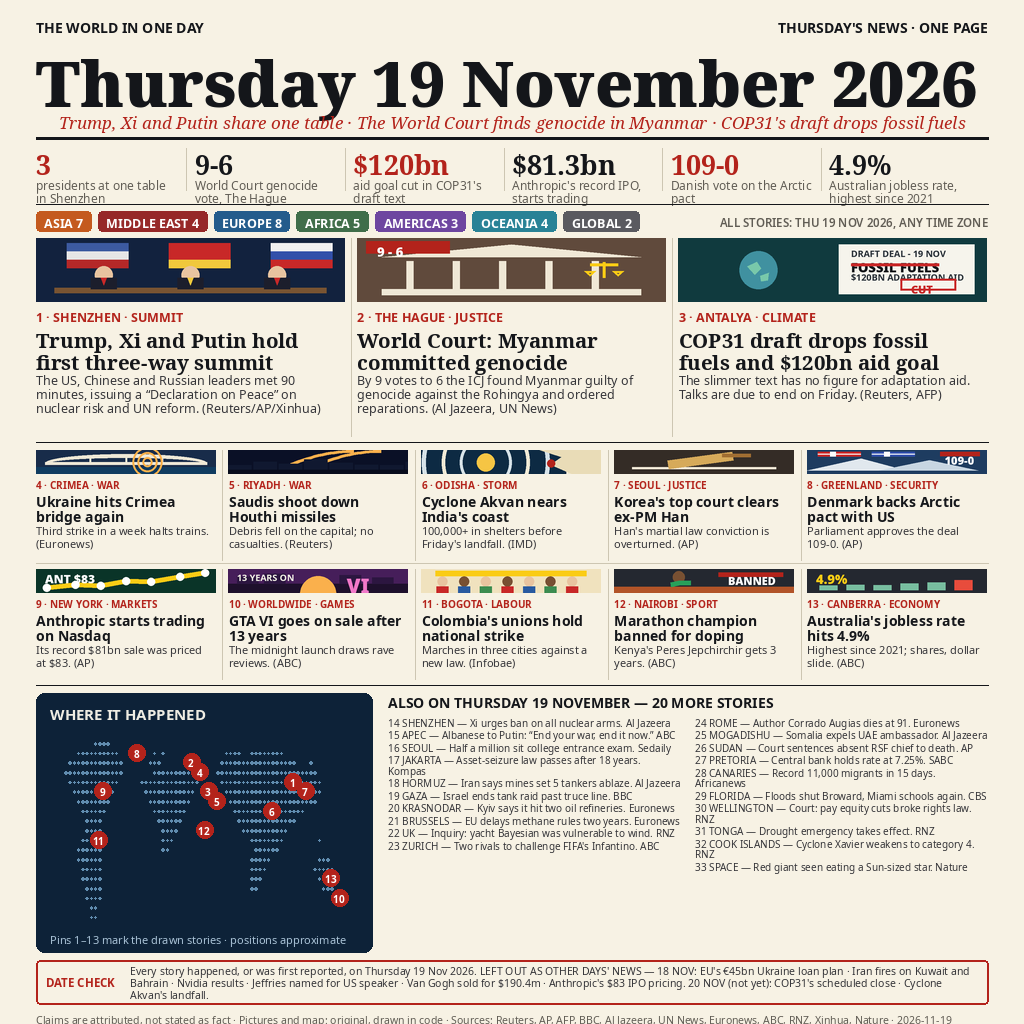 THE WORLD IN ONE DAY
THURSDAY'S NEWS · ONE PAGE
Thursday 19 November 2026
Trump, Xi and Putin share one table · The World Court finds genocide in Myanmar · COP31's draft drops fossil fuels
3
presidents at one table
in Shenzhen
9-6
World Court genocide
vote, The Hague
$120bn
aid goal cut in COP31's
draft text
$81.3bn
Anthropic's record IPO,
starts trading
109-0
Danish vote on the Arctic
pact
4.9%
Australian jobless rate,
highest since 2021
ASIA 7
MIDDLE EAST 4
EUROPE 8
AFRICA 5
AMERICAS 3
OCEANIA 4
GLOBAL 2
ALL STORIES: THU 19 NOV 2026, ANY TIME ZONE
9 - 6
DRAFT DEAL - 19 NOV
FOSSIL FUELS
$120BN ADAPTATION AID
CUT
1 · SHENZHEN · SUMMIT
Trump, Xi and Putin hold
first three-way summit
The US, Chinese and Russian leaders met 90
minutes, issuing a “Declaration on Peace” on
nuclear risk and UN reform. (Reuters/AP/Xinhua)
2 · THE HAGUE · JUSTICE
World Court: Myanmar
committed genocide
By 9 votes to 6 the ICJ found Myanmar guilty of
genocide against the Rohingya and ordered
reparations. (Al Jazeera, UN News)
3 · ANTALYA · CLIMATE
COP31 draft drops fossil
fuels and $120bn aid goal
The slimmer text has no figure for adaptation aid.
Talks are due to end on Friday. (Reuters, AFP)
109-0
4 · CRIMEA · WAR
Ukraine hits Crimea
bridge again
Third strike in a week halts trains.
(Euronews)
5 · RIYADH · WAR
Saudis shoot down
Houthi missiles
Debris fell on the capital; no
casualties. (Reuters)
6 · ODISHA · STORM
Cyclone Akvan nears
India's coast
100,000+ in shelters before
Friday's landfall. (IMD)
7 · SEOUL · JUSTICE
Korea's top court clears
ex-PM Han
Han's martial law conviction is
overturned. (AP)
8 · GREENLAND · SECURITY
Denmark backs Arctic
pact with US
Parliament approves the deal
109-0. (AP)
ANT $83
13 YEARS ON
VI
BANNED
4.9%
9 · NEW YORK · MARKETS
Anthropic starts trading
on Nasdaq
Its record $81bn sale was priced
at $83. (AP)
10 · WORLDWIDE · GAMES
GTA VI goes on sale after
13 years
The midnight launch draws rave
reviews. (ABC)
11 · BOGOTA · LABOUR
Colombia's unions hold
national strike
Marches in three cities against a
new law. (Infobae)
12 · NAIROBI · SPORT
Marathon champion
banned for doping
Kenya's Peres Jepchirchir gets 3
years. (ABC)
13 · CANBERRA · ECONOMY
Australia's jobless rate
hits 4.9%
Highest since 2021; shares, dollar
slide. (ABC)
WHERE IT HAPPENED
8
2
4
9
3
5
1
7
6
12
11
13
10
Pins 1–13 mark the drawn stories · positions approximate
ALSO ON THURSDAY 19 NOVEMBER — 20 MORE STORIES
14 SHENZHEN — Xi urges ban on all nuclear arms. Al Jazeera
15 APEC — Albanese to Putin: “End your war, end it now.” ABC
16 SEOUL — Half a million sit college entrance exam. Sedaily
17 JAKARTA — Asset-seizure law passes after 18 years.
Kompas
18 HORMUZ — Iran says mines set 5 tankers ablaze. Al Jazeera
19 GAZA — Israel ends tank raid past truce line. BBC
20 KRASNODAR — Kyiv says it hit two oil refineries. Euronews
21 BRUSSELS — EU delays methane rules two years. Euronews
22 UK — Inquiry: yacht Bayesian was vulnerable to wind. RNZ
23 ZURICH — Two rivals to challenge FIFA's Infantino. ABC
24 ROME — Author Corrado Augias dies at 91. Euronews
25 MOGADISHU — Somalia expels UAE ambassador. Al Jazeera
26 SUDAN — Court sentences absent RSF chief to death. AP
27 PRETORIA — Central bank holds rate at 7.25%. SABC
28 CANARIES — Record 11,000 migrants in 15 days.
Africanews
29 FLORIDA — Floods shut Broward, Miami schools again. CBS
30 WELLINGTON — Court: pay equity cuts broke rights law.
RNZ
31 TONGA — Drought emergency takes effect. RNZ
32 COOK ISLANDS — Cyclone Xavier weakens to category 4.
RNZ
33 SPACE — Red giant seen eating a Sun-sized star. Nature
DATE CHECK
Every story happened, or was first reported, on Thursday 19 Nov 2026. LEFT OUT AS OTHER DAYS' NEWS — 18 NOV: EU's €45bn Ukraine loan plan · Iran fires on Kuwait and
Bahrain · Nvidia results · Jeffries named for US speaker · Van Gogh sold for $190.4m · Anthropic's $83 IPO pricing. 20 NOV (not yet): COP31's scheduled close · Cyclone
Akvan's landfall.
Claims are attributed, not stated as fact · Pictures and map: original, drawn in code · Sources: Reuters, AP, AFP, BBC, Al Jazeera, UN News, Euronews, ABC, RNZ, Xinhua, Nature · 2026-11-19